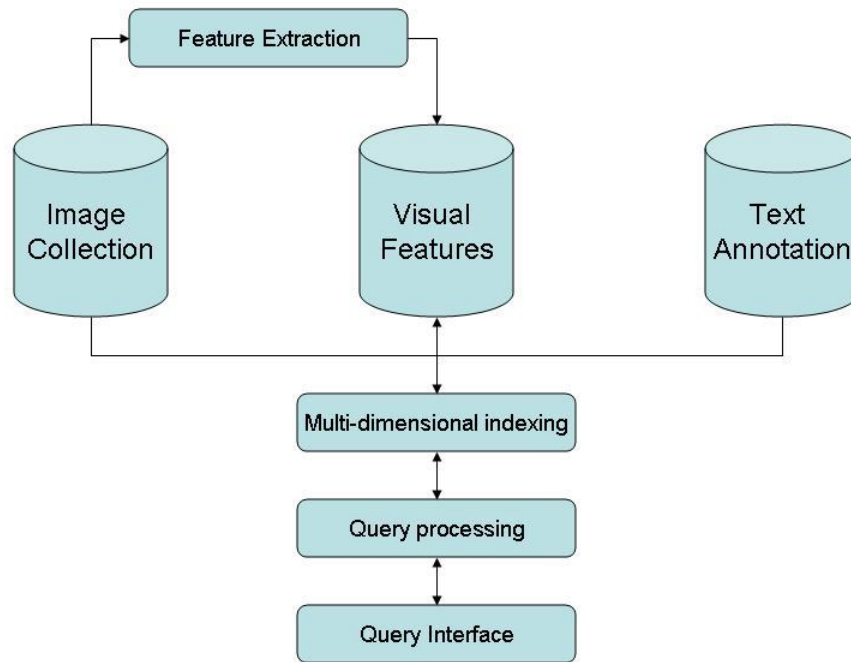 Feature Extraction
Image
Collection
Visual
Features
Text
Annotation
Multi-dimensional indexing
Query processing
Query Interface